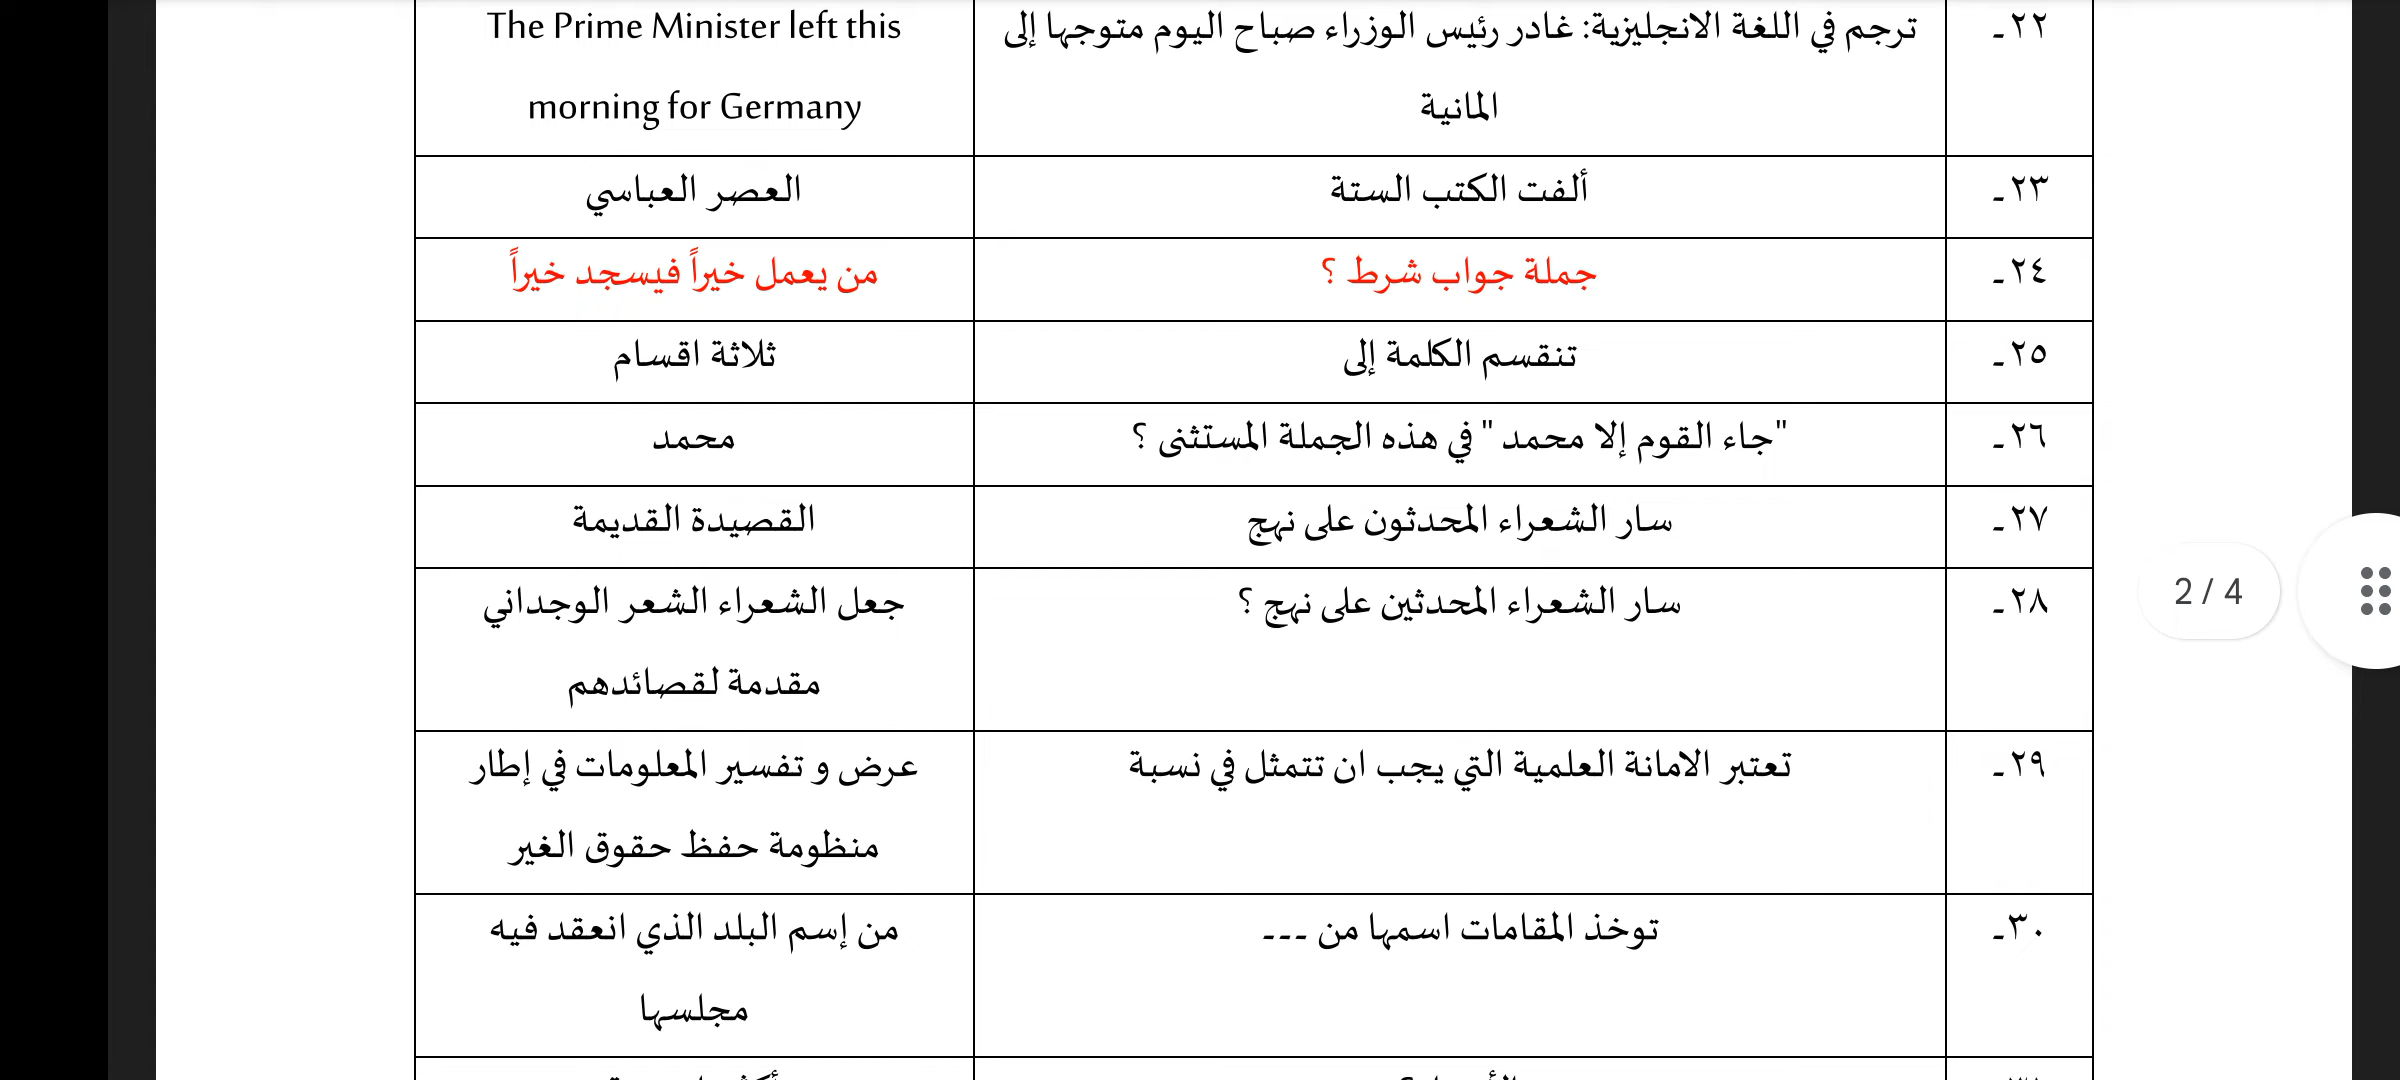 ٢٢-
ترجم في اللغة الانجليزية: غادر رئيس الوزراء صباح اليوم متوجها إلى
المانية
The Prime Minister left this
morning for Germany
٢٣-
ألفت الكتب الستة
العصر العباسي
٢٤-
جملة جواب شرط ؟
من يعمل خيراً فيسجد خيراً
٢٥-
تنقسم الكلمة إلى
ثلاثة اقسام
٢٦-
"جاء القوم إلا محمد " في هذه الجملة المستثنى ؟
محمد
٢٧-
سار الشعراء المحدثون على نهج
القصيدة القديمة
٢٨-
سار الشعراء المحدثين على نهج ؟
جعل الشعراء الشعر الوجداني
مقدمة لقصائدهم
٢٩-
تعتبر الامانة العلمية التي يجب ان تتمثل في نسبة
عرض و تفسير المعلومات في إطار
منظومة حفظ حقوق الغير
٣٠-
توخذ المقامات اسمها من ---
من إسم البلد الذي انعقد فيه
مجلسها
2 / 4